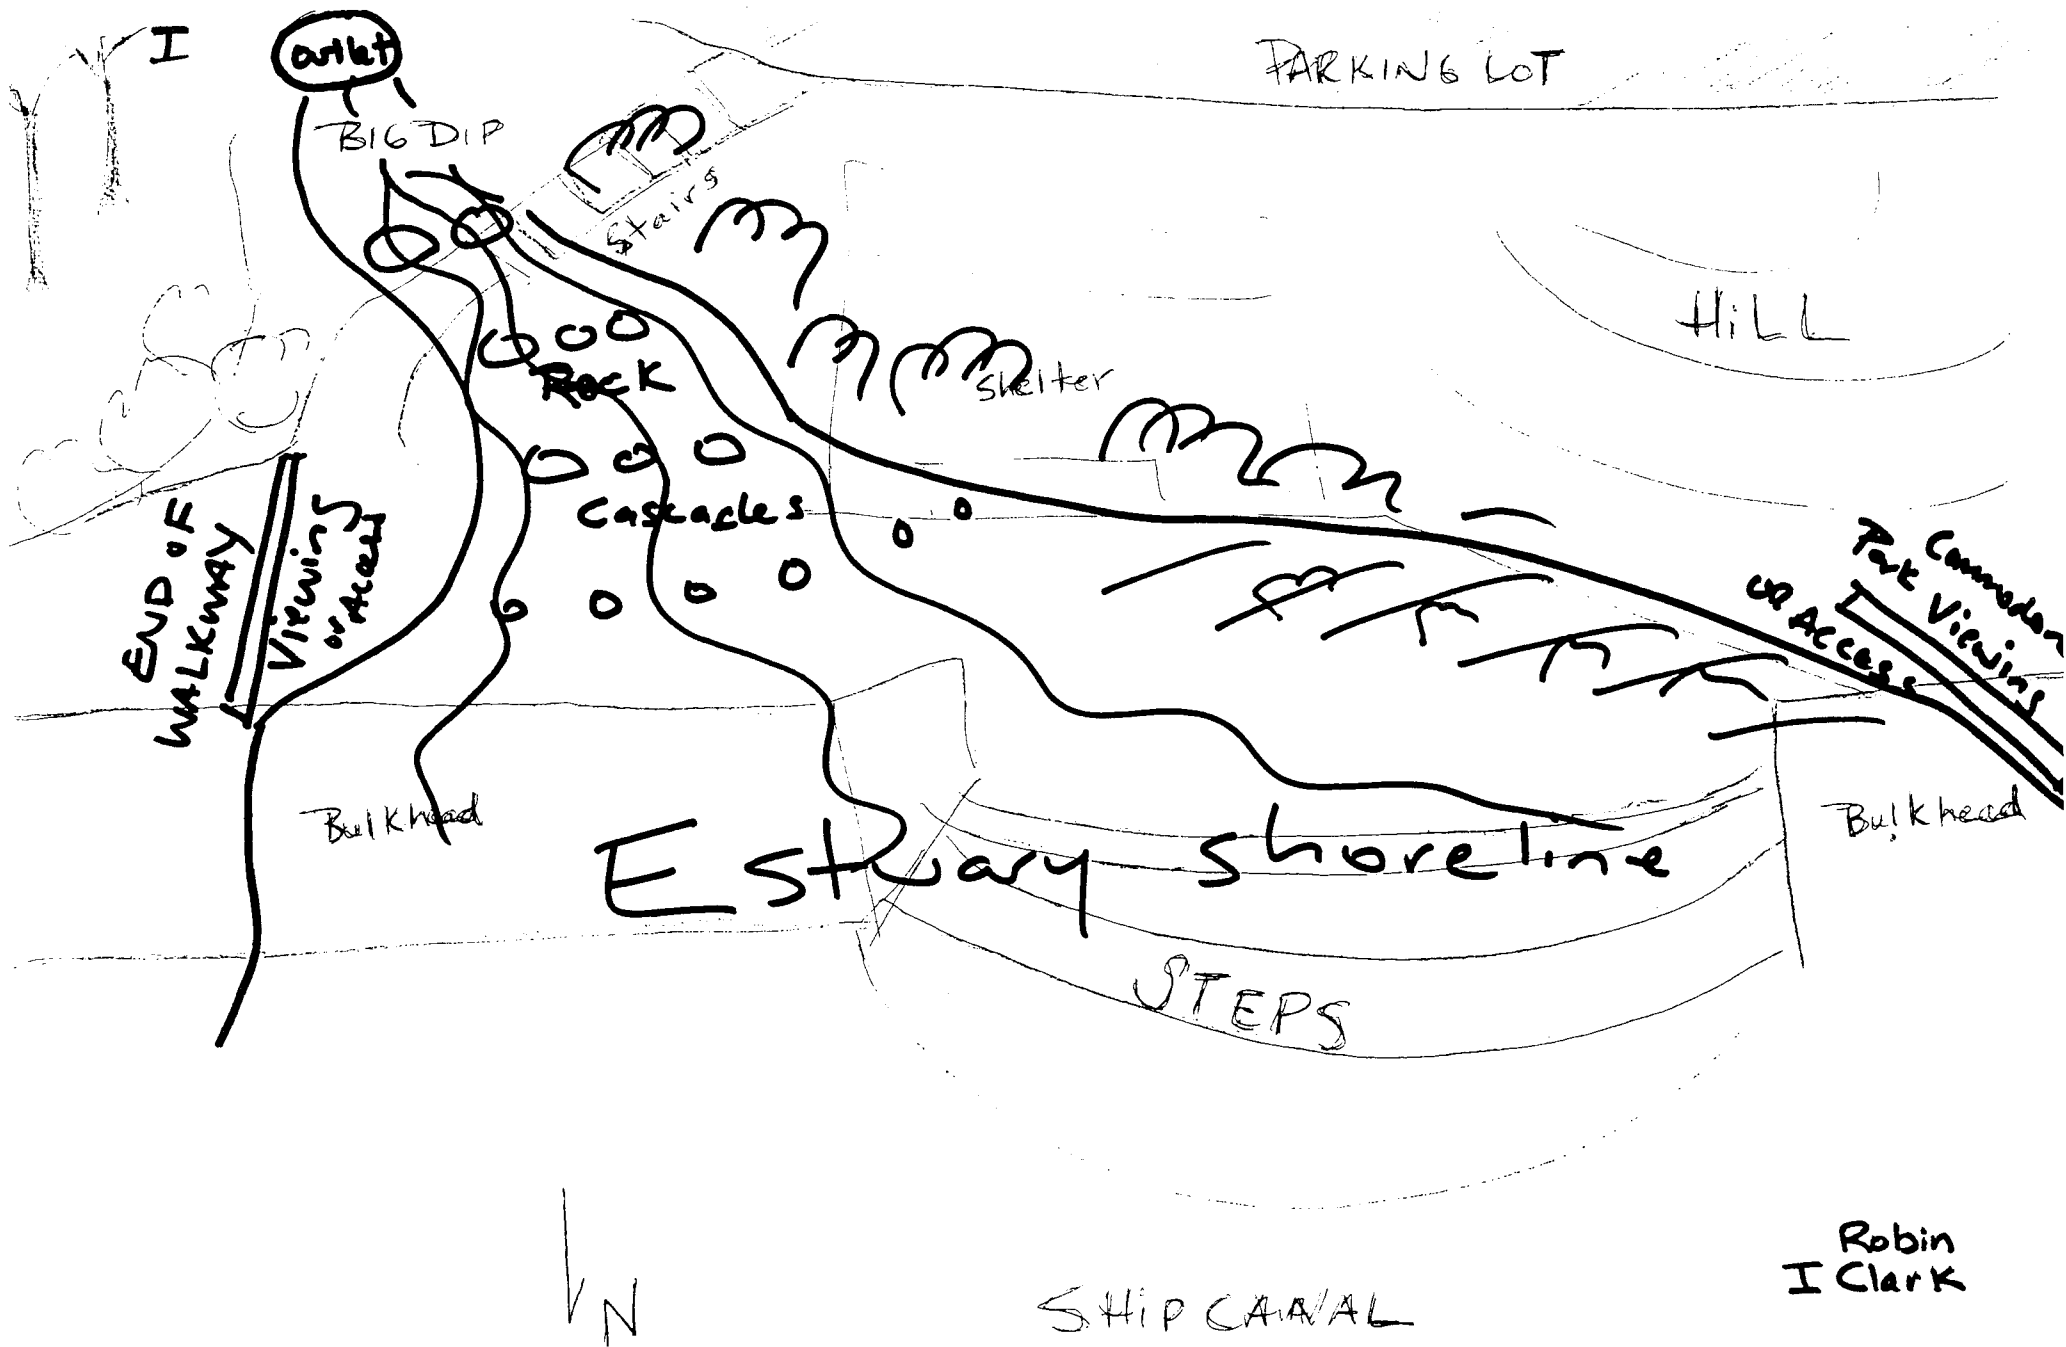 I
outlet
PARKING LOT
BIG DIP
Stairs
HiLL
Rock
Shelter
Cascades
END OF
WALKWAY
Viewing
or Access
Commodore
Park Viewing
OR Access
Bulkhead
Bulkhead
Estuary Shoreline
STEPS
N
SHIP CANAL
Robin
I Clark